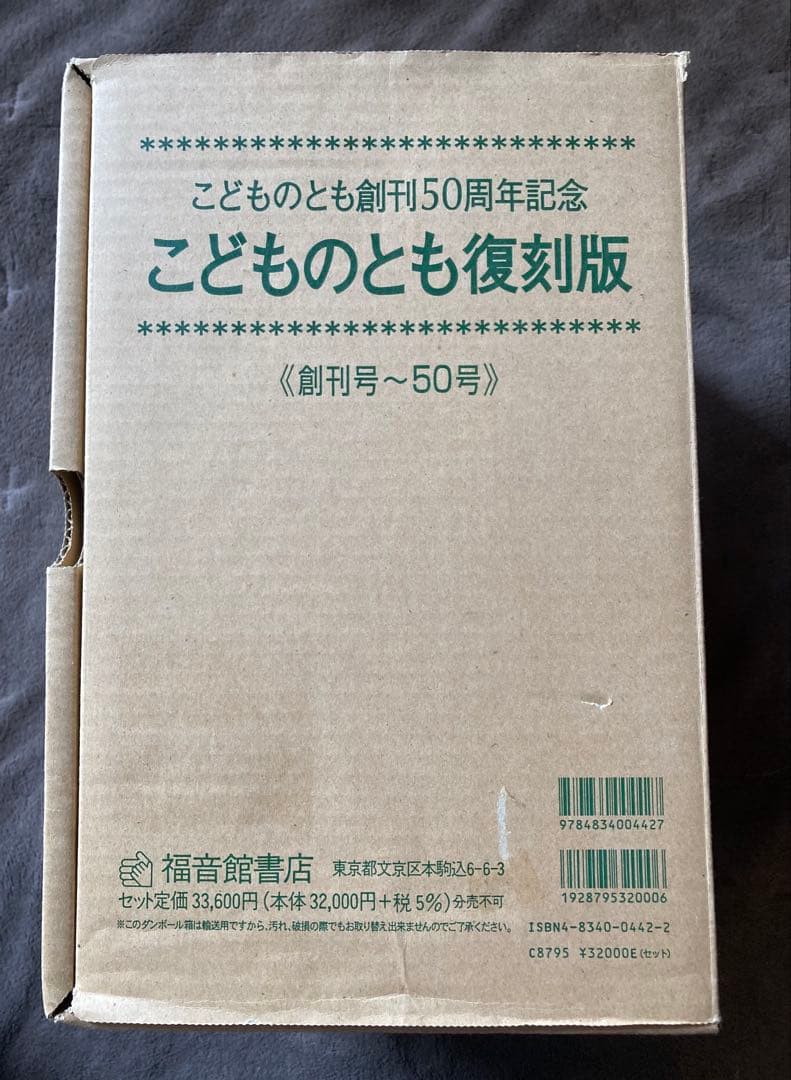 ***************************
こどものとも創刊50周年記念
こどものとも復刻版
***************************
《創刊号～50号》
9784834004427
福音館書店 東京都文京区本駒込6-6-3
1928795320006
セット定価33,600円(本体32,000円+税5%)分売不可
※このダンボール箱は輸送用ですから、汚れ、破損の際でもお取り替え出来ませんのでご了承ください。
ISBN4-8340-0442-2
C8795 ¥32000E(セット)